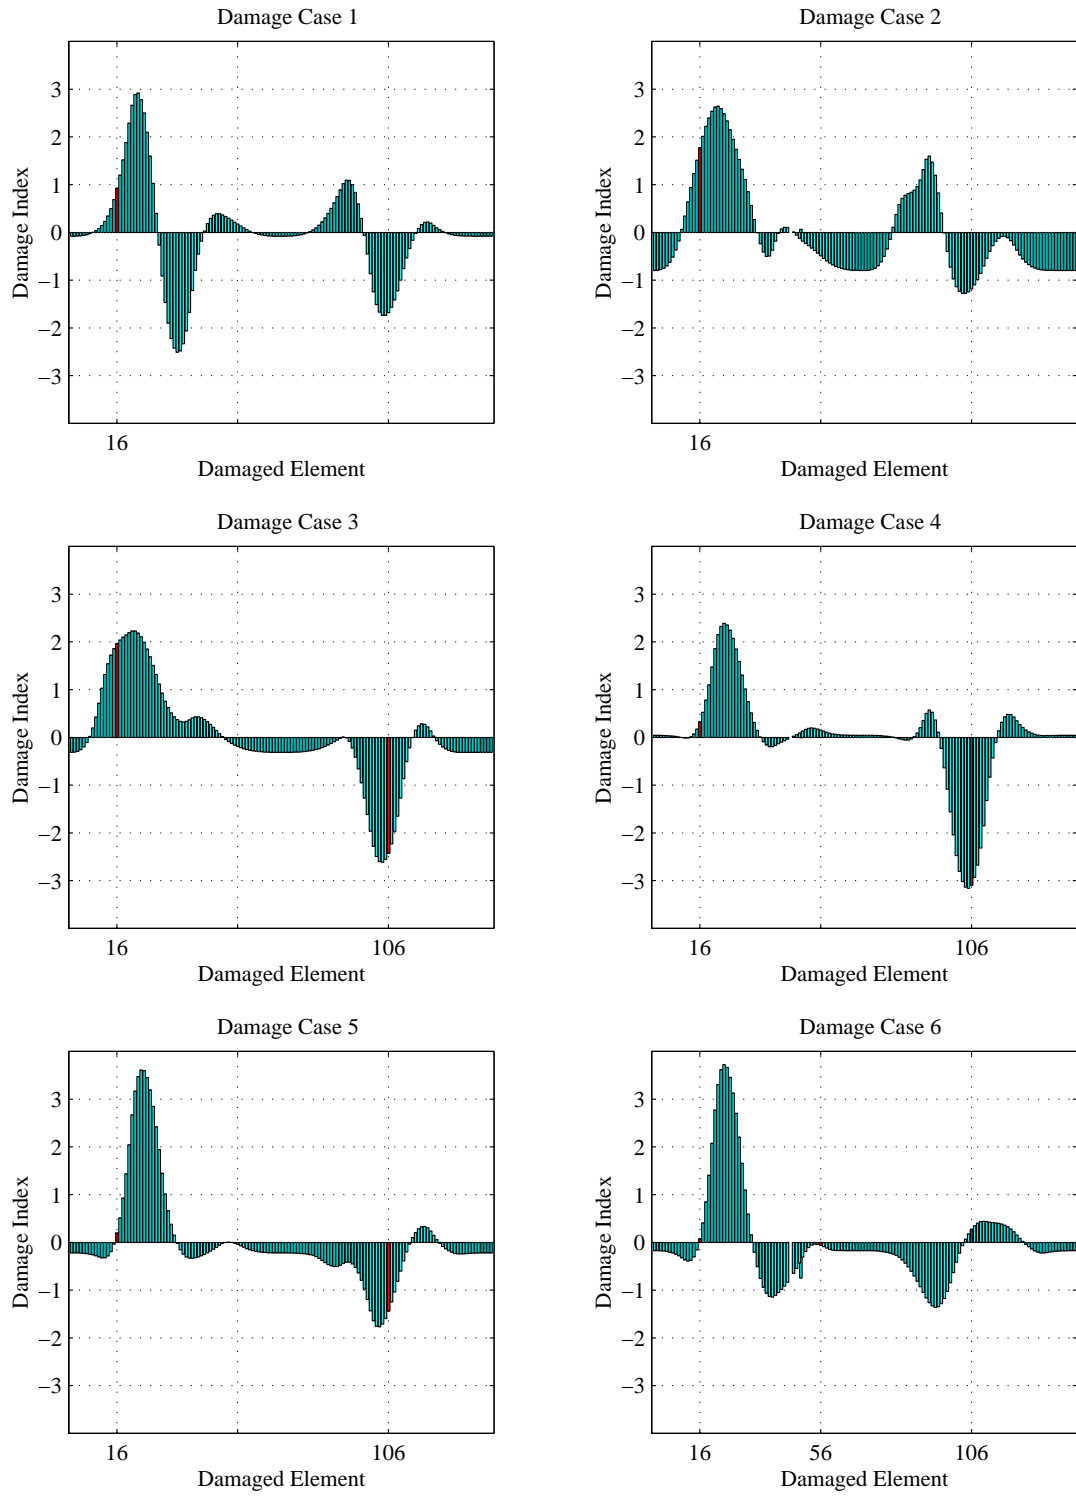 Damage Case 1
3
2
1
0
−1
−2
−3
Damage Index
16
Damaged Element
Damage Case 2
3
2
1
0
−1
−2
−3
Damage Index
16
Damaged Element
Damage Case 3
3
2
1
0
−1
−2
−3
Damage Index
16 106
Damaged Element
Damage Case 4
3
2
1
0
−1
−2
−3
Damage Index
16 106
Damaged Element
Damage Case 5
3
2
1
0
−1
−2
−3
Damage Index
16 106
Damaged Element
Damage Case 6
3
2
1
0
−1
−2
−3
Damage Index
16 56 106
Damaged Element